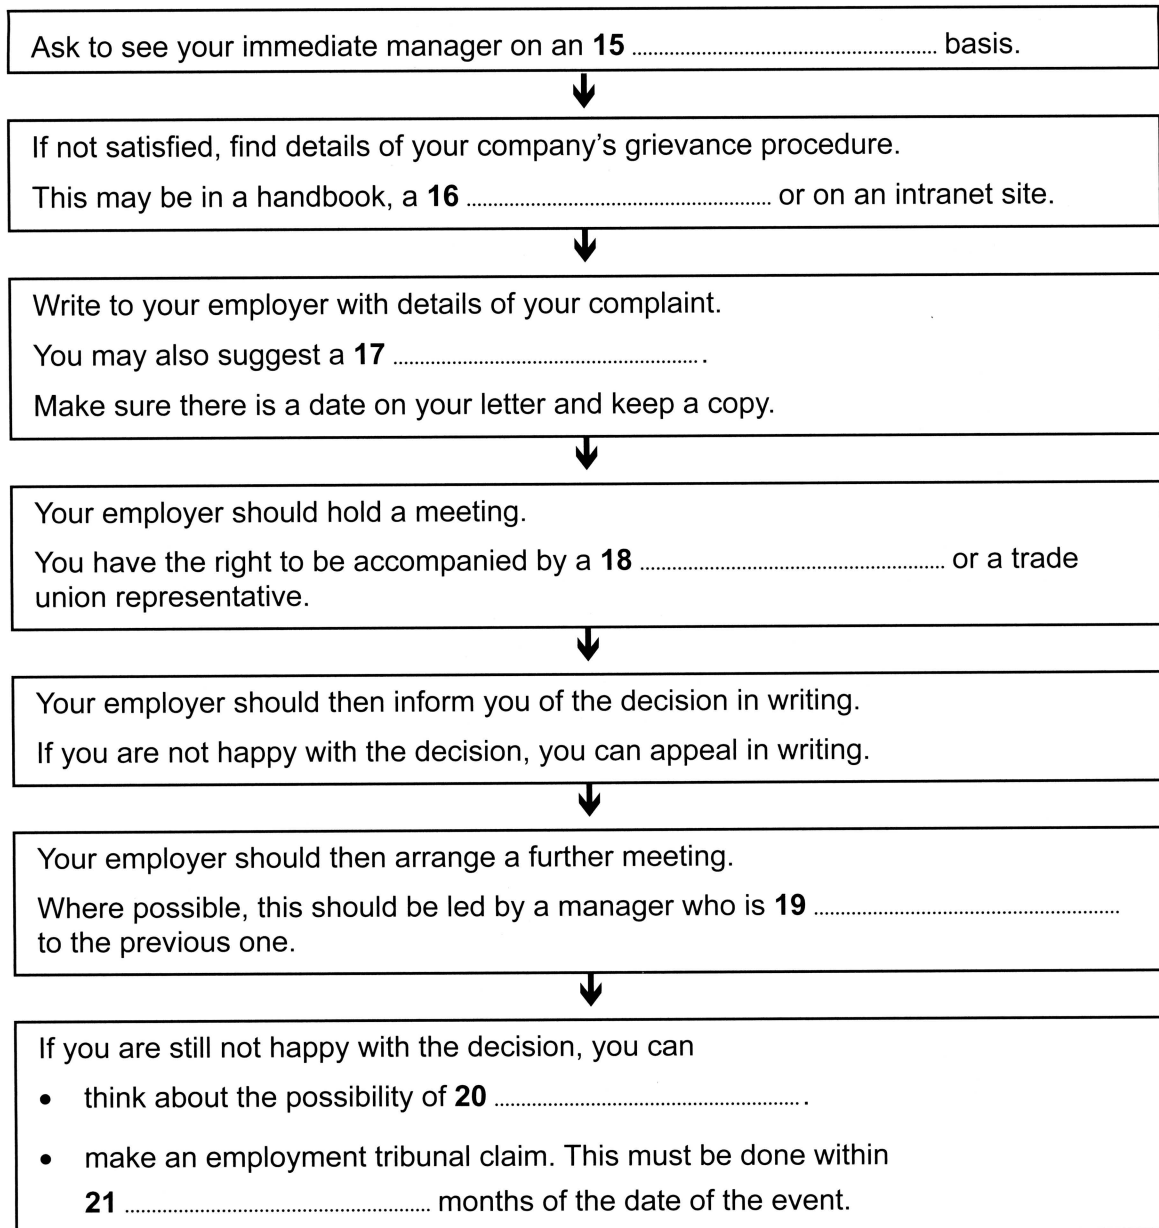 Ask to see your immediate manager on an 15 .................................................... basis.
If not satisfied, find details of your company's grievance procedure.
This may be in a handbook, a 16 .................................................... or on an intranet site.
Write to your employer with details of your complaint.
You may also suggest a 17 .................................................... .
Make sure there is a date on your letter and keep a copy.
Your employer should hold a meeting.
You have the right to be accompanied by a 18 .................................................... or a trade
union representative.
Your employer should then inform you of the decision in writing.
If you are not happy with the decision, you can appeal in writing.
Your employer should then arrange a further meeting.
Where possible, this should be led by a manager who is 19 ....................................................
to the previous one.
If you are still not happy with the decision, you can
• think about the possibility of 20 .................................................... .
• make an employment tribunal claim. This must be done within
21 .................................................... months of the date of the event.